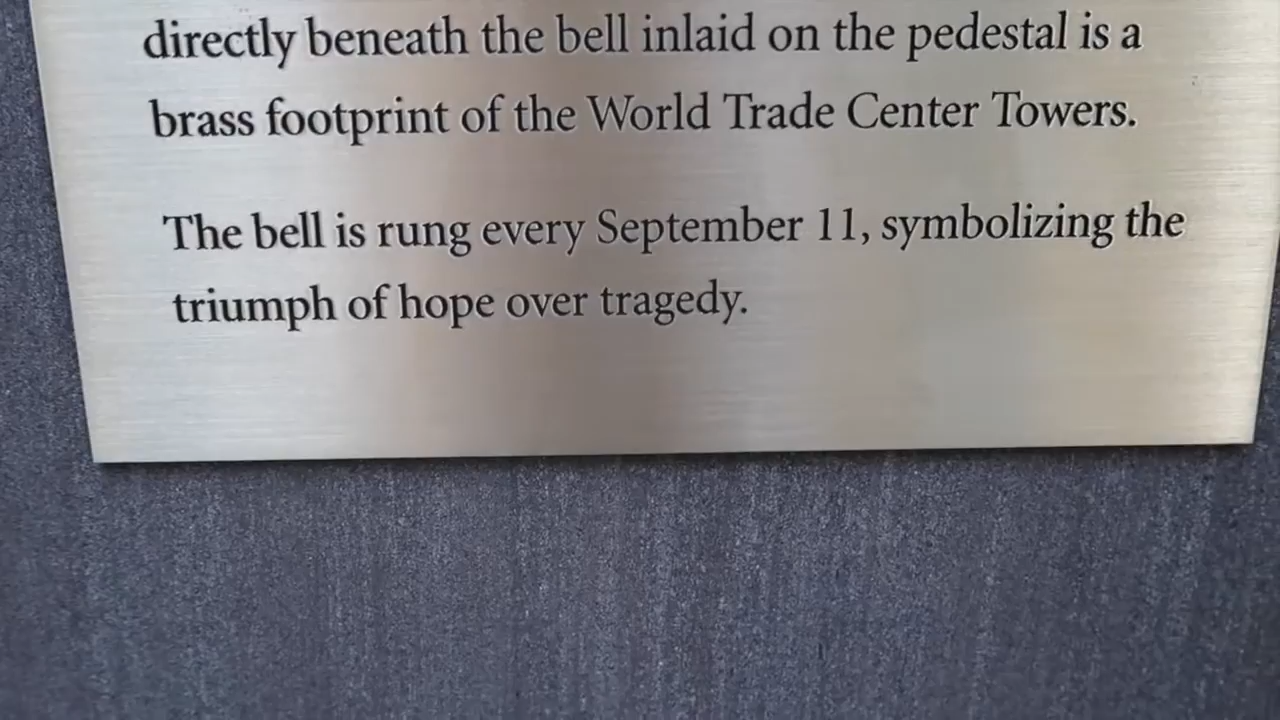 directly beneath the bell inlaid on the pedestal is a
brass footprint of the World Trade Center Towers.
The bell is rung every September 11, symbolizing the
triumph of hope over tragedy.